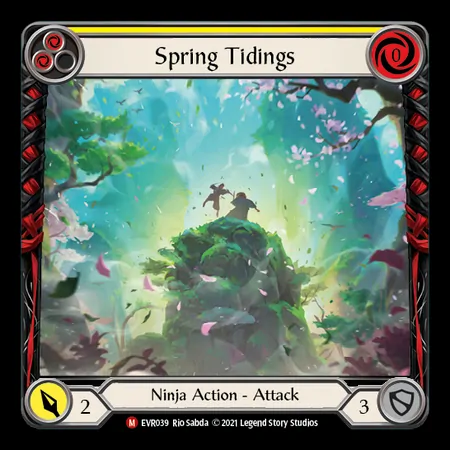 Spring Tidings
0
Ninja Action - Attack
2
3
M EVR039 Rio Sabda © 2021 Legend Story Studios